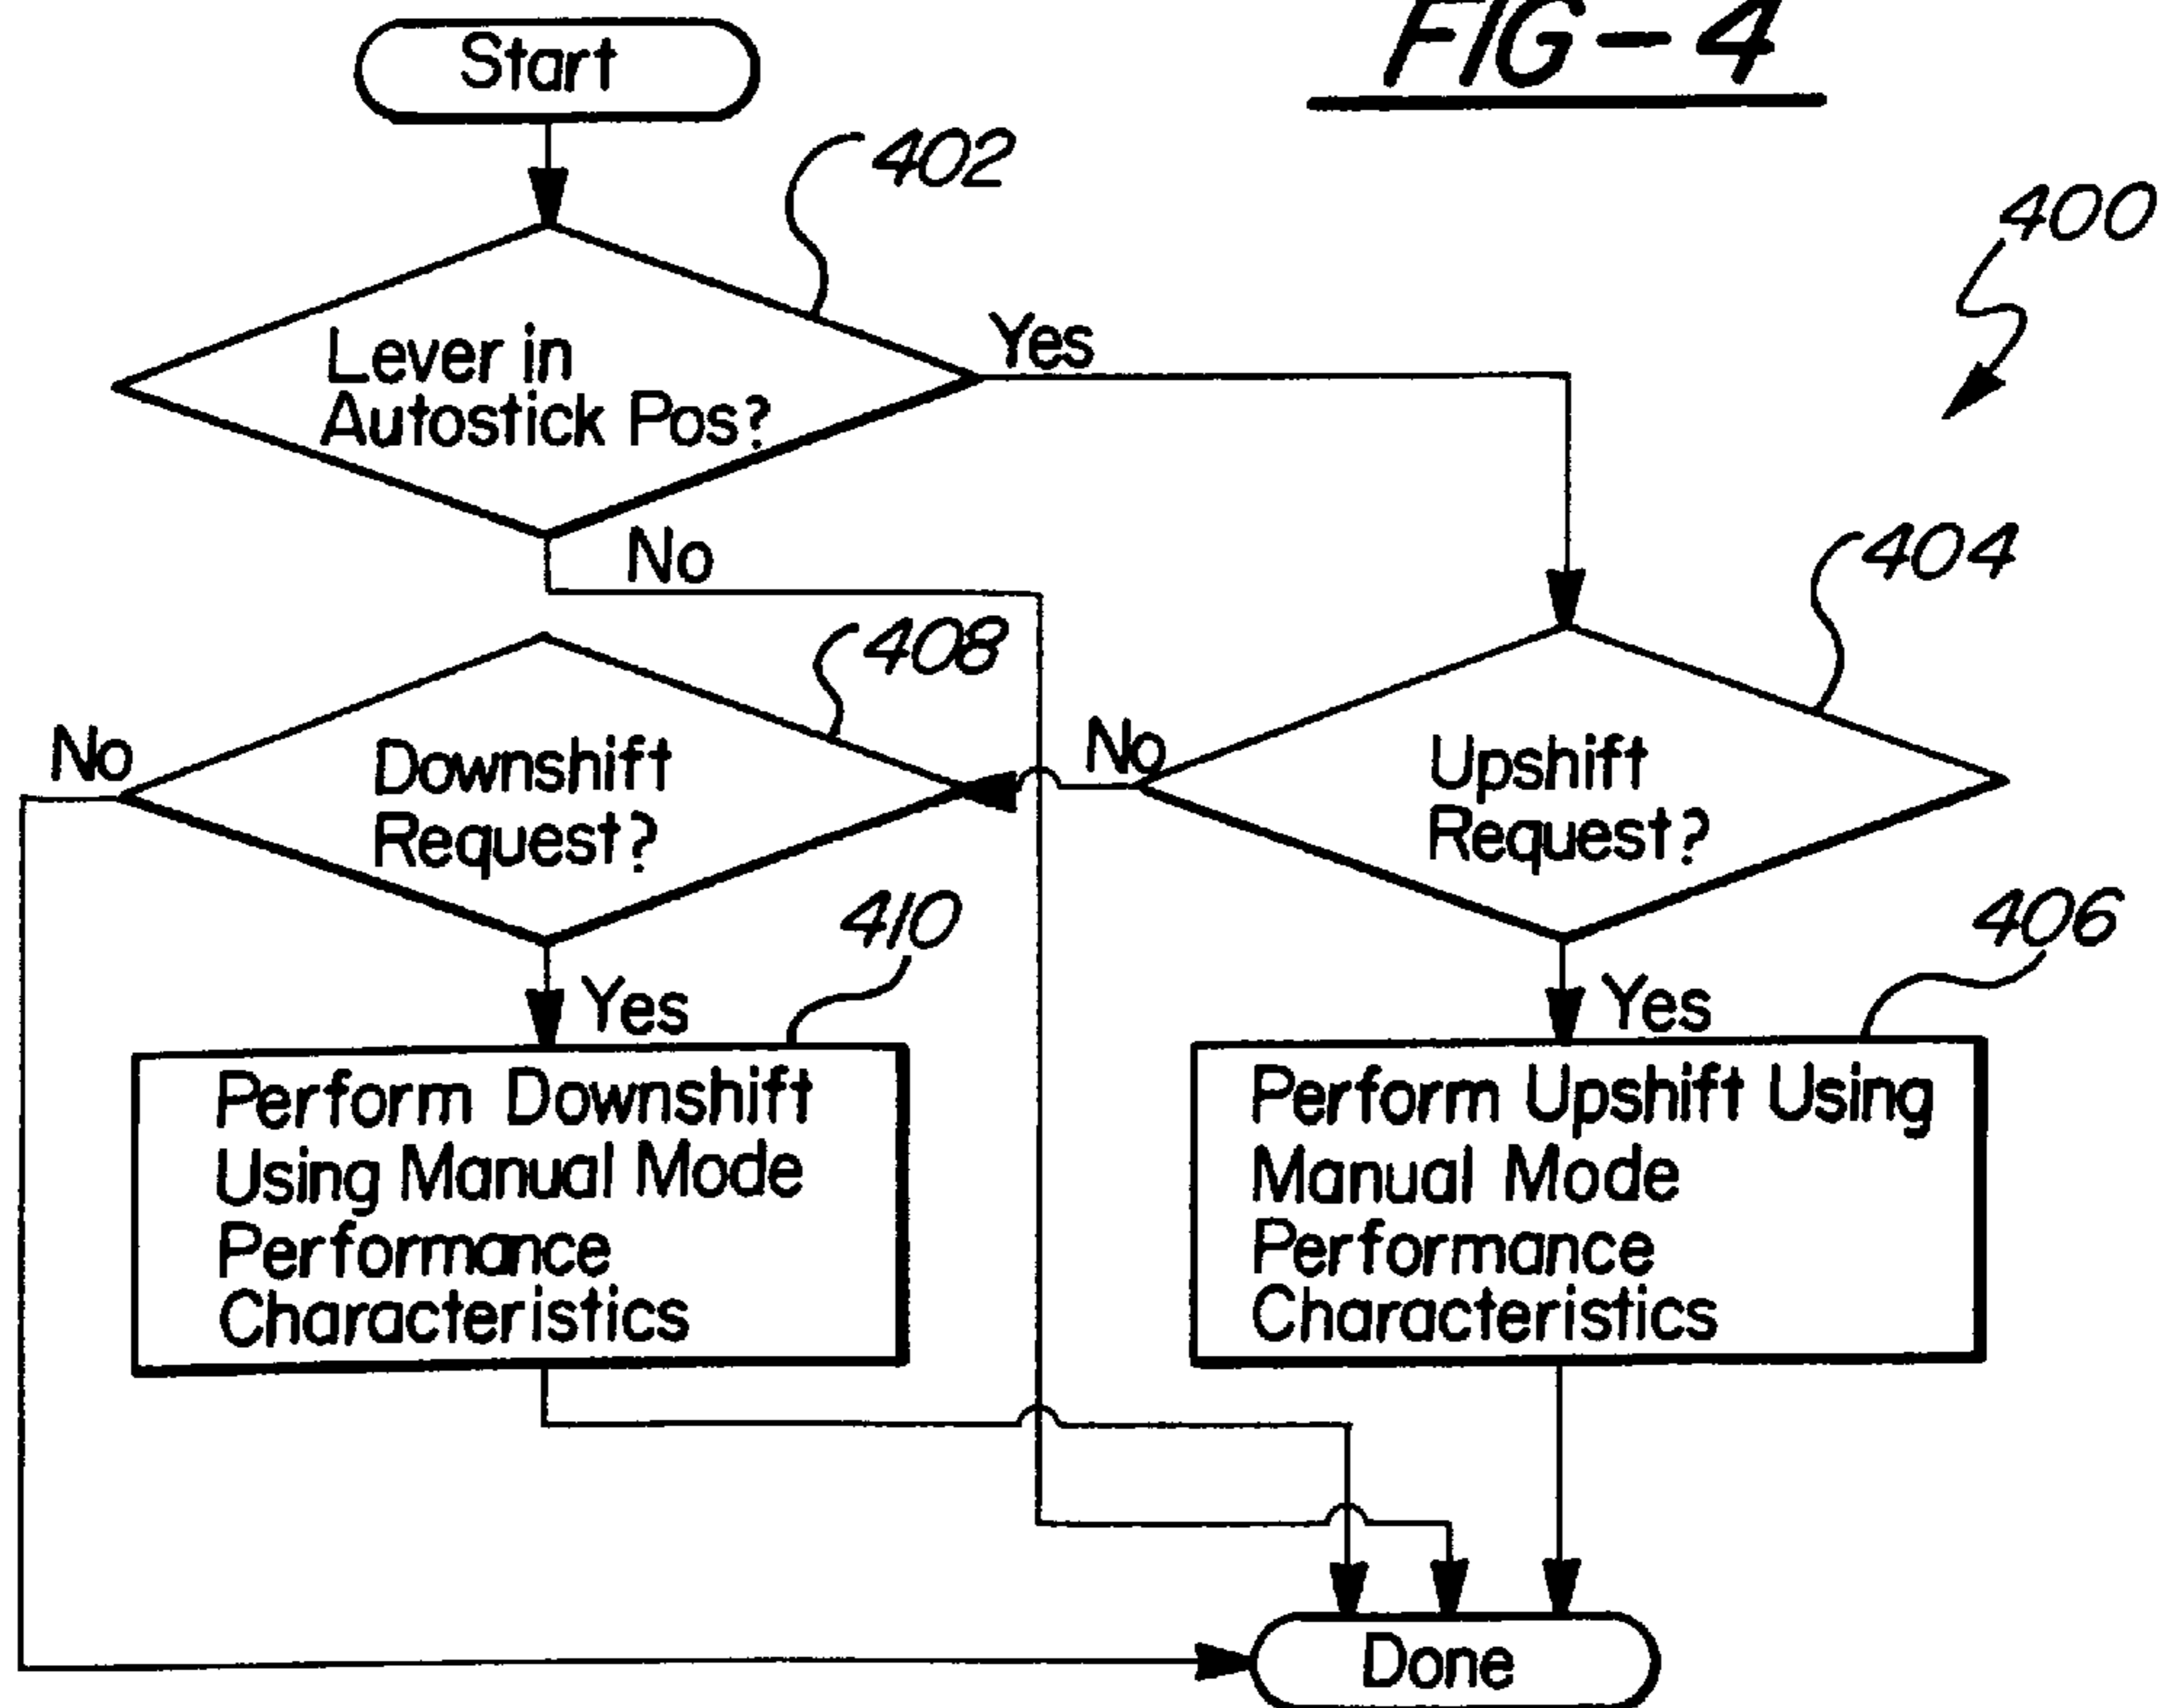 FIG-4
Start
402
400
Lever in
Autostick Pos?
Yes
No
404
408
No
Downshift
Request?
No
Upshift
Request?
410
406
Yes
Yes
Perform Downshift
Using Manual Mode
Performance
Characteristics
Perform Upshift Using
Manual Mode
Performance
Characteristics
Done